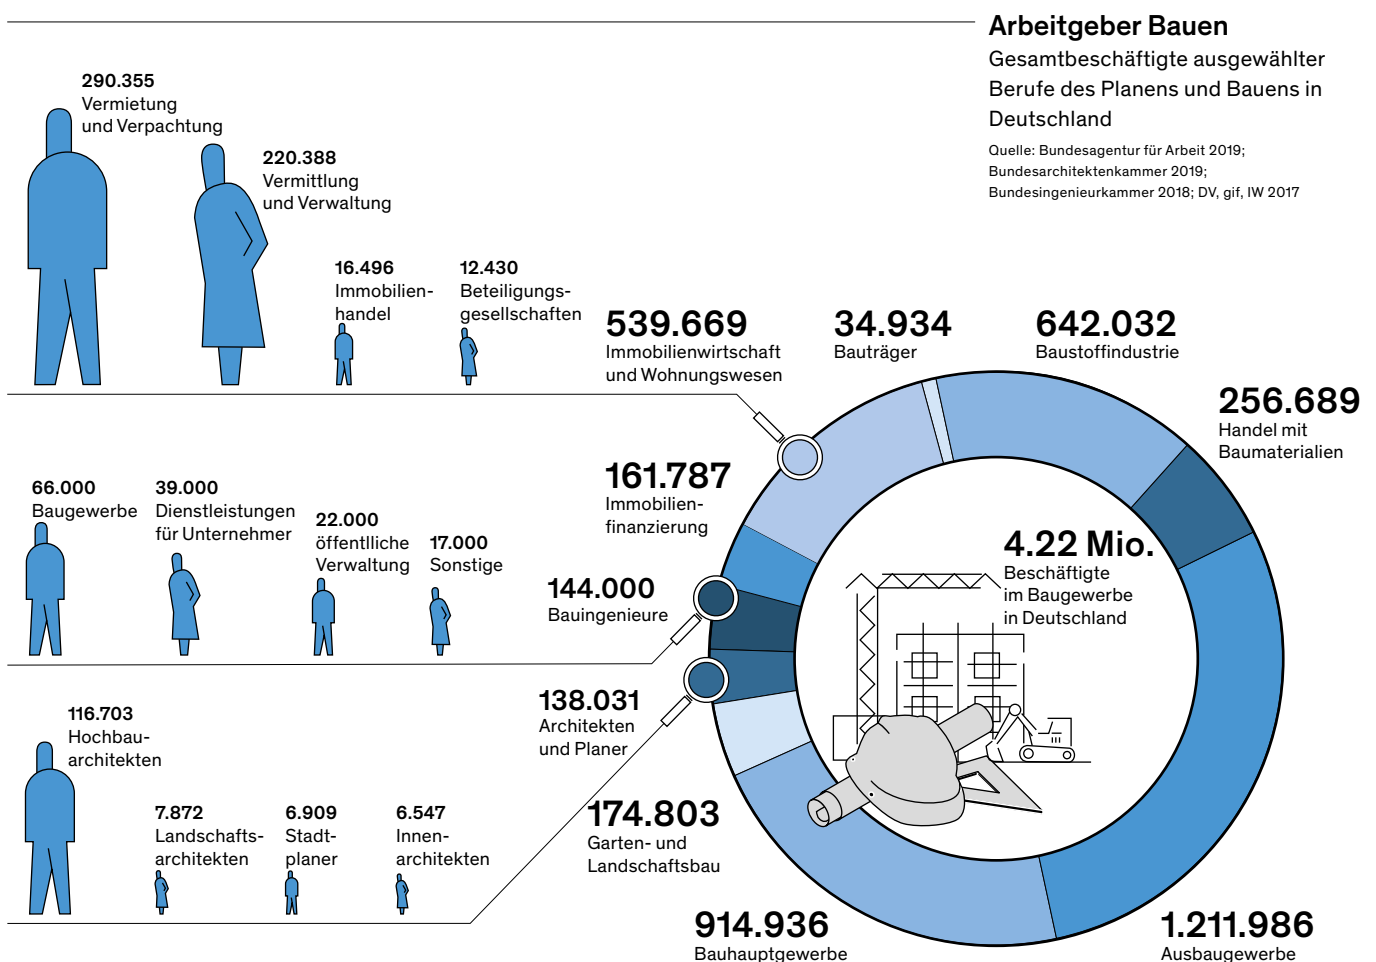 Arbeitgeber Bauen
Gesamtbeschäftigte ausgewählter
Berufe des Planens und Bauens in
Deutschland
Quelle: Bundesagentur für Arbeit 2019;
Bundesarchitektenkammer 2019;
Bundesingenieurkammer 2018; DV, gif, IW 2017
290.355
Vermietung
und Verpachtung
220.388
Vermittlung
und Verwaltung
16.496
Immobilien-
handel
12.430
Beteiligungs-
gesellschaften
539.669
Immobilienwirtschaft
und Wohnungswesen
34.934
Bauträger
642.032
Baustoffindustrie
256.689
Handel mit
Baumaterialien
161.787
Immobilien-
finanzierung
66.000
Baugewerbe
39.000
Dienstleistungen
für Unternehmer
22.000
öffentlliche
Verwaltung
17.000
Sonstige
144.000
Bauingenieure
4.22 Mio.
Beschäftigte
im Baugewerbe
in Deutschland
138.031
Architekten
und Planer
116.703
Hochbau-
architekten
7.872
Landschafts-
architekten
6.909
Stadt-
planer
6.547
Innen-
architekten
174.803
Garten- und
Landschaftsbau
914.936
Bauhauptgewerbe
1.211.986
Ausbaugewerbe